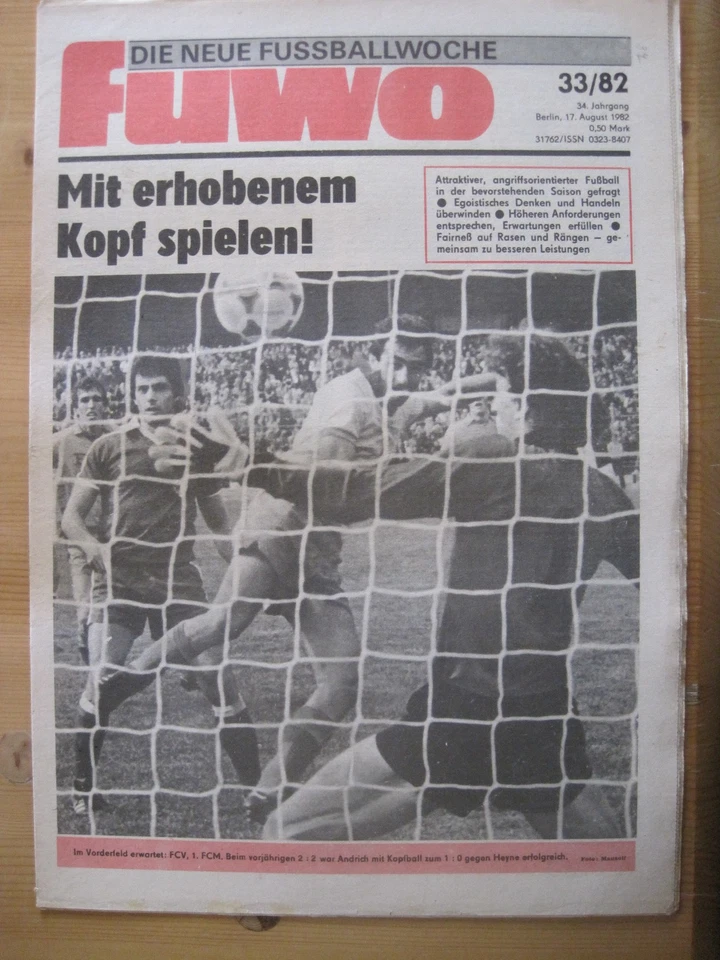 DIE NEUE FUSSBALLWOCHE
fuwo
33/82
34. Jahrgang
Berlin, 17. August 1982
0,50 Mark
31762/ISSN 0323-8407
Mit erhobenem
Kopf spielen!
Attraktiver, angriffsorientierter Fußball
in der bevorstehenden Saison gefragt
● Egoistisches Denken und Handeln
überwinden ● Höheren Anforderungen
entsprechen, Erwartungen erfüllen ●
Fairneß auf Rasen und Rängen – ge-
meinsam zu besseren Leistungen
Im Vorderfeld erwartet: FCV, 1. FCM. Beim vorjährigen 2 : 2 war Andrich mit Kopfball zum 1 : 0 gegen Heyne erfolgreich.